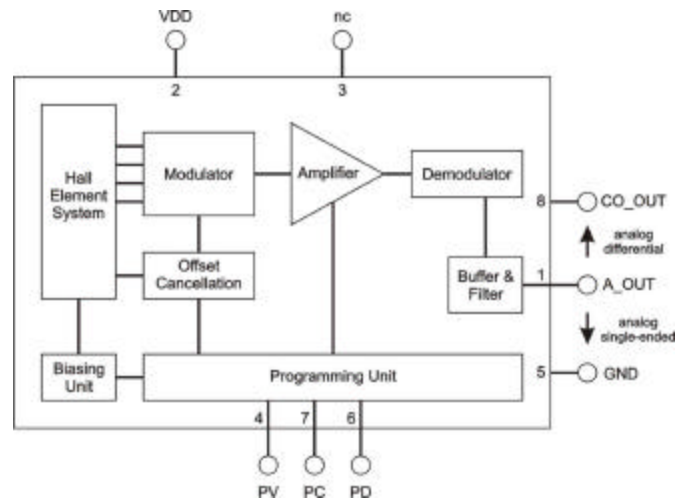 VDD
nc
2
3
Hall
Element
System
Modulator
Amplifier
Demodulator
8
CO_OUT
analog
differential
Offset
Cancellation
Buffer &
Filter
1
A_OUT
analog
single-ended
Biasing
Unit
Programming Unit
5
GND
4
7
6
PV
PC
PD